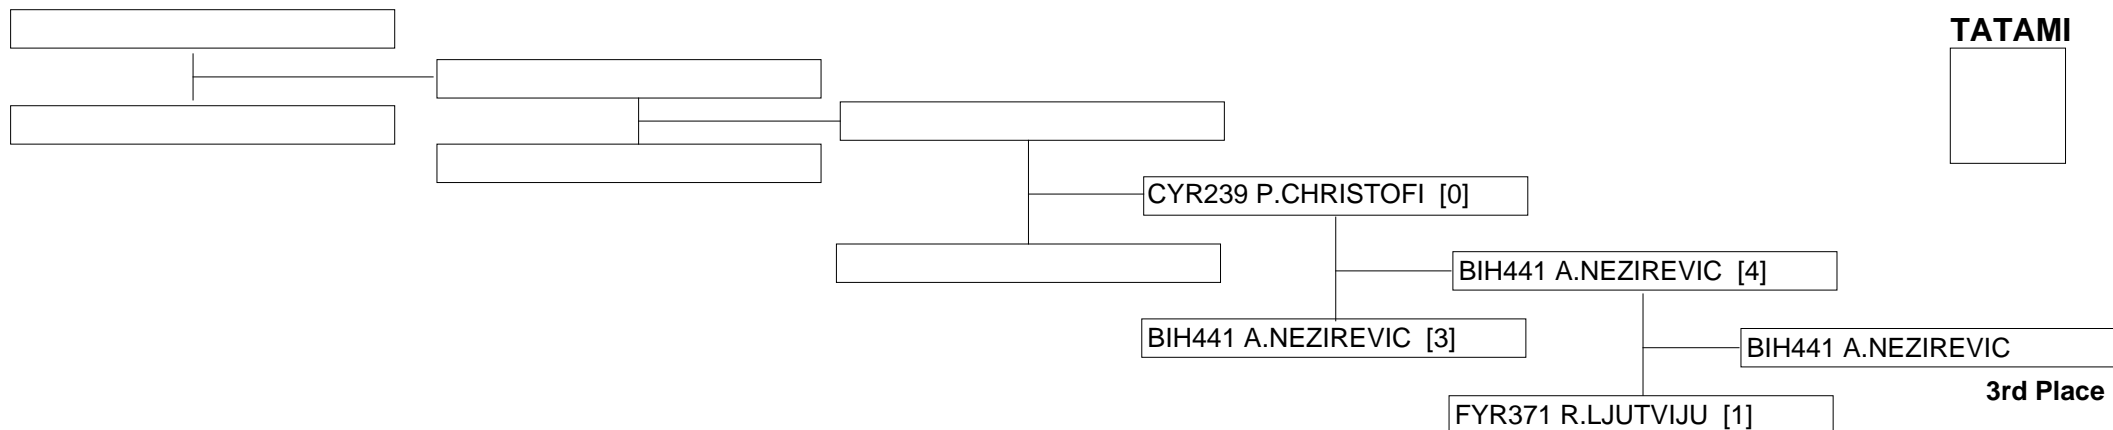 TATAMI
CYR239 P.CHRISTOFI [0]
BIH441 A.NEZIREVIC [4]
BIH441 A.NEZIREVIC [3]
BIH441 A.NEZIREVIC
3rd Place
FYR371 R.LJUTVIJU [1]